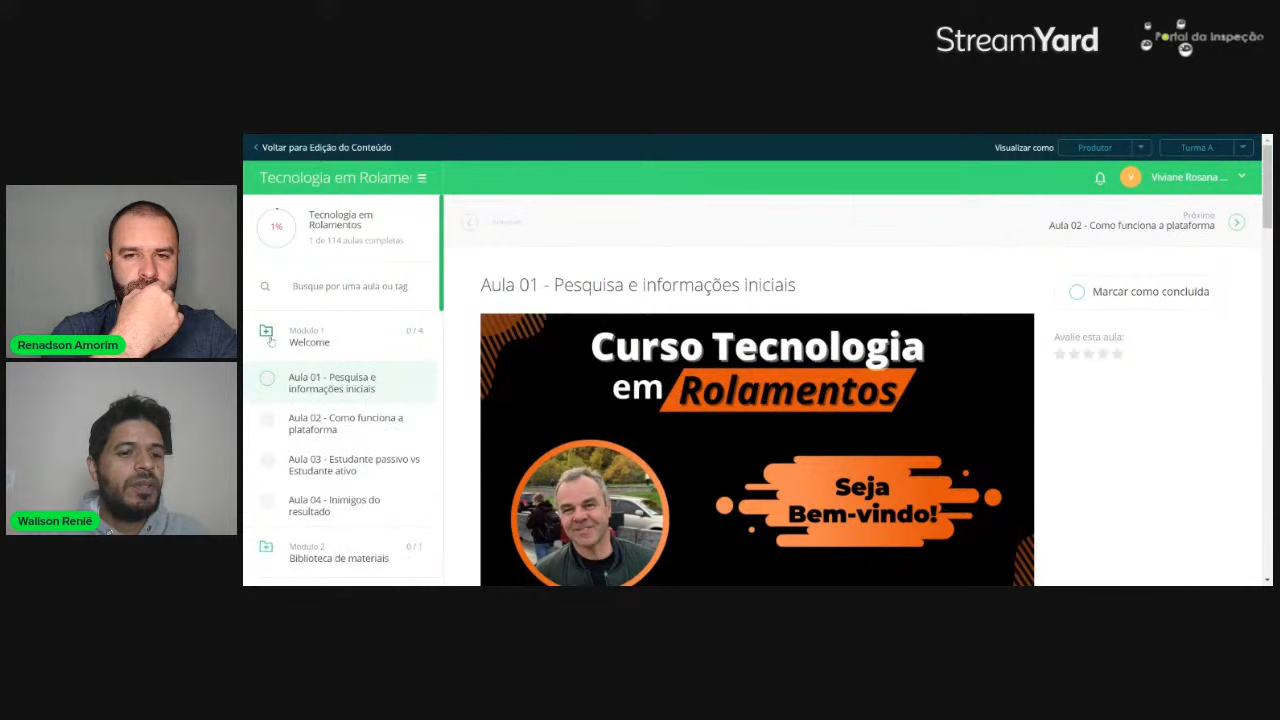 StreamYard
Portal da Inspeção
Voltar para Edição do Conteúdo
Visualizar como
Produtor
Turma A
Tecnologia em Rolame
Viviane Rosana ...
1%
Tecnologia em
Rolamentos
1 de 114 aulas completas
Anterior
Próximo
Aula 02 - Como funciona a plataforma
Busque por uma aula ou tag
Aula 01 - Pesquisa e informações iniciais
Marcar como concluída
Avalie esta aula:
Módulo 1
0 / 4
Welcome
Aula 01 - Pesquisa e
informações iniciais
Aula 02 - Como funciona a
plataforma
Aula 03 - Estudante passivo vs
Estudante ativo
Aula 04 - Inimigos do
resultado
Módulo 2
0 / 1
Biblioteca de materiais
Curso Tecnologia
em Rolamentos
Seja
Bem-vindo!
Renadson Amorim
Walison Reniê